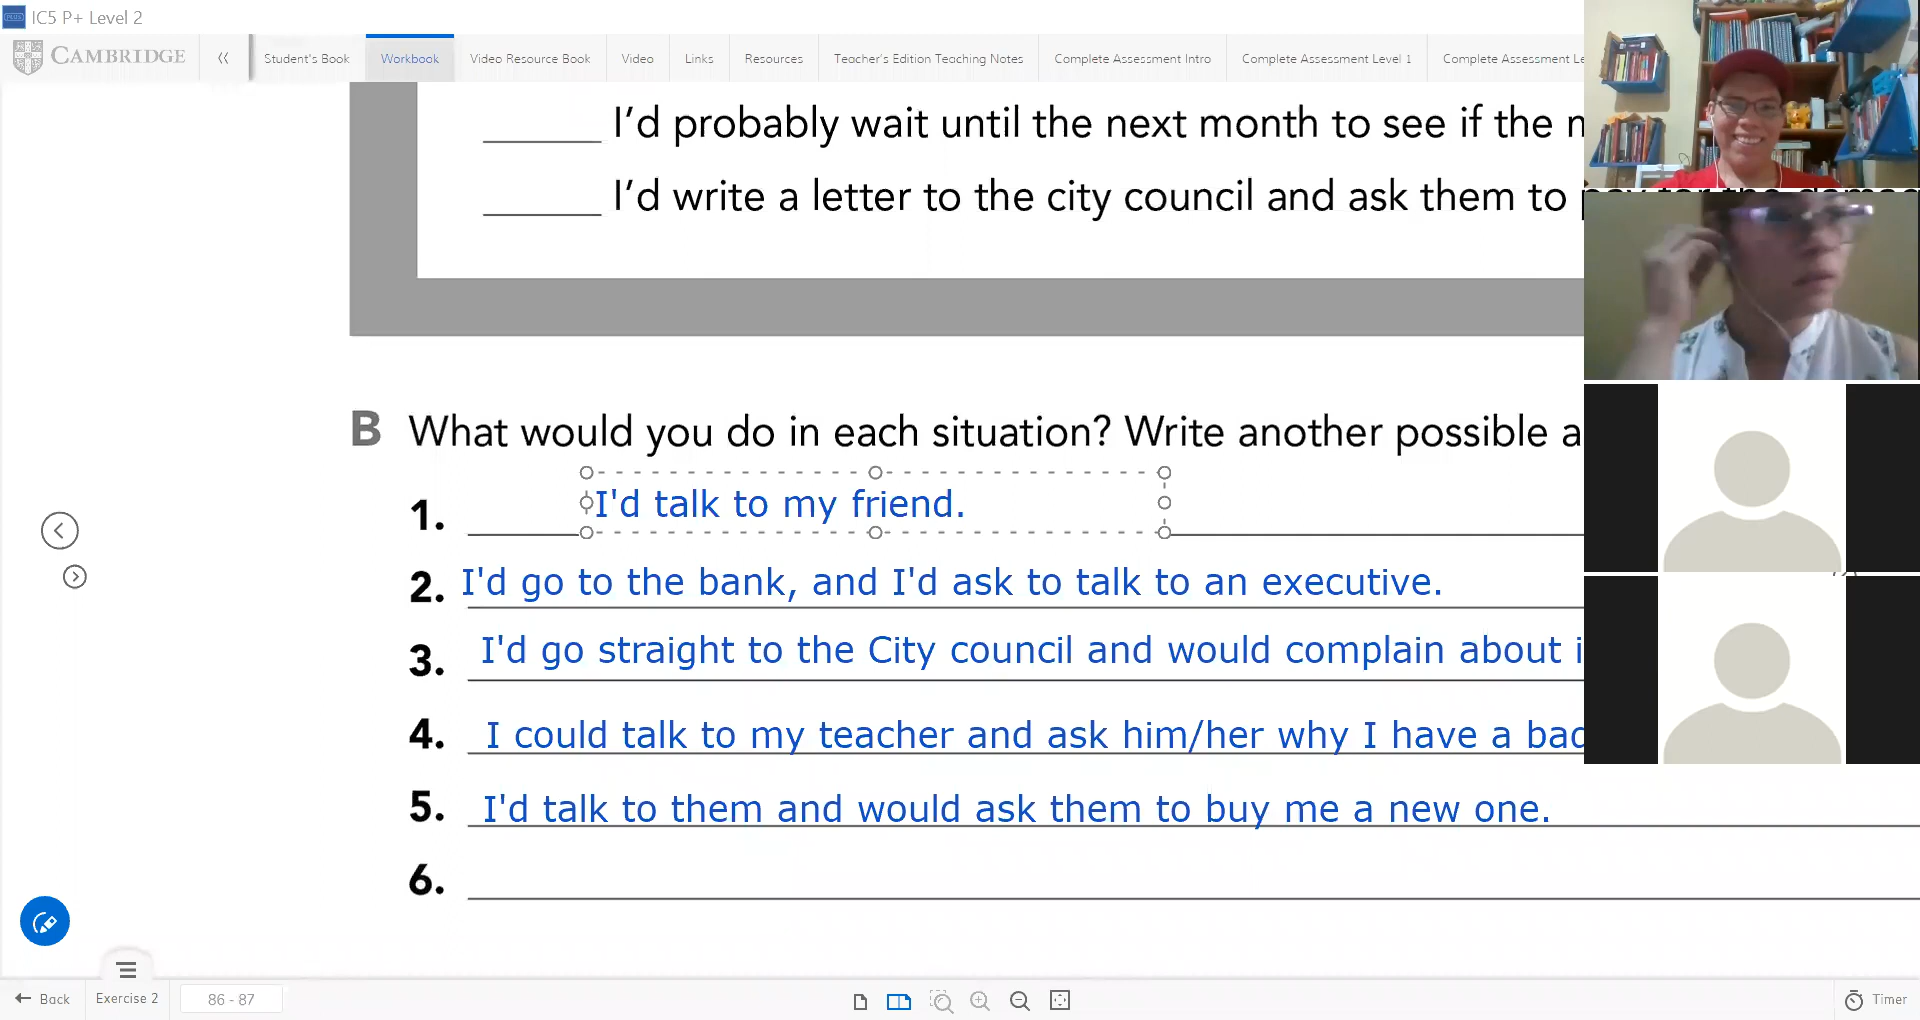 IC5 P+ Level 2
CAMBRIDGE
Student's Book
Workbook
Video Resource Book
Video
Links
Resources
Teacher's Edition Teaching Notes
Complete Assessment Intro
Complete Assessment Level 1
Complete Assessment Le
_____ I'd probably wait until the next month to see if the
_____ I'd write a letter to the city council and ask them to
B What would you do in each situation? Write another possible
1. I'd talk to my friend.
2. I'd go to the bank, and I'd ask to talk to an executive.
3. I'd go straight to the City council and would complain about
4. I could talk to my teacher and ask him/her why I have a
5. I'd talk to them and would ask them to buy me a new one.
6.
Back
Exercise 2
86 - 87
Timer